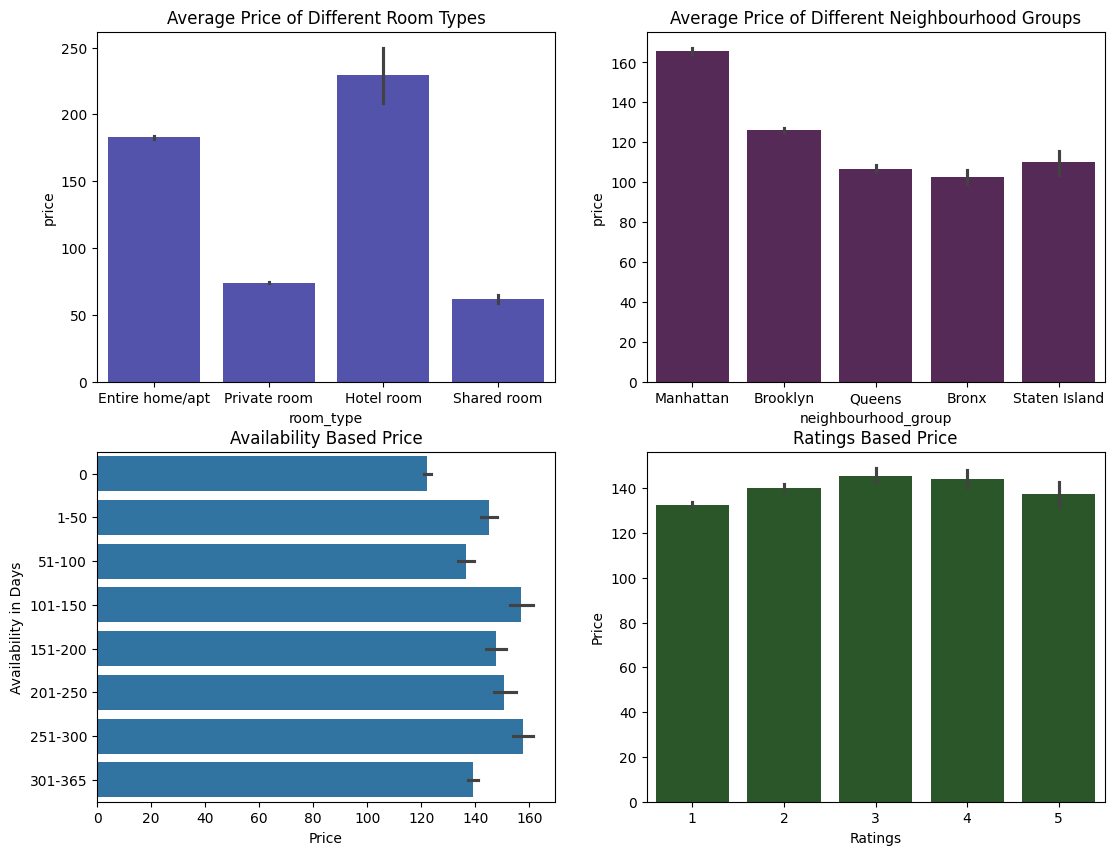 Average Price of Different Room Types
price
250
200
150
100
50
0
Entire home/apt Private room Hotel room Shared room
room_type
Average Price of Different Neighbourhood Groups
price
160
140
120
100
80
60
40
20
0
Manhattan Brooklyn Queens Bronx Staten Island
neighbourhood_group
Availability Based Price
Availability in Days
0
1-50
51-100
101-150
151-200
201-250
251-300
301-365
0 20 40 60 80 100 120 140 160
Price
Ratings Based Price
Price
140
120
100
80
60
40
20
0
1 2 3 4 5
Ratings